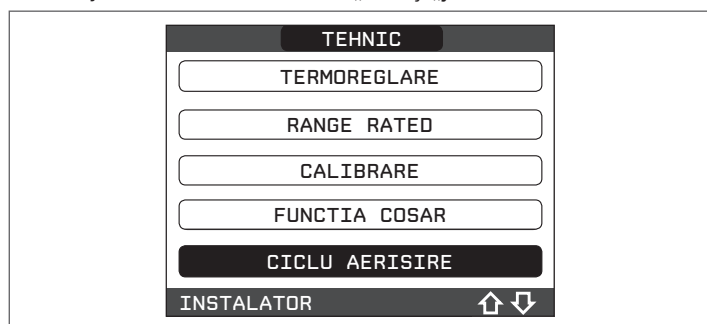 TEHNIC
TERMOREGLARE
RANGE RATED
CALIBRARE
FUNCTIA COSAR
CICLU AERISIRE
INSTALATOR